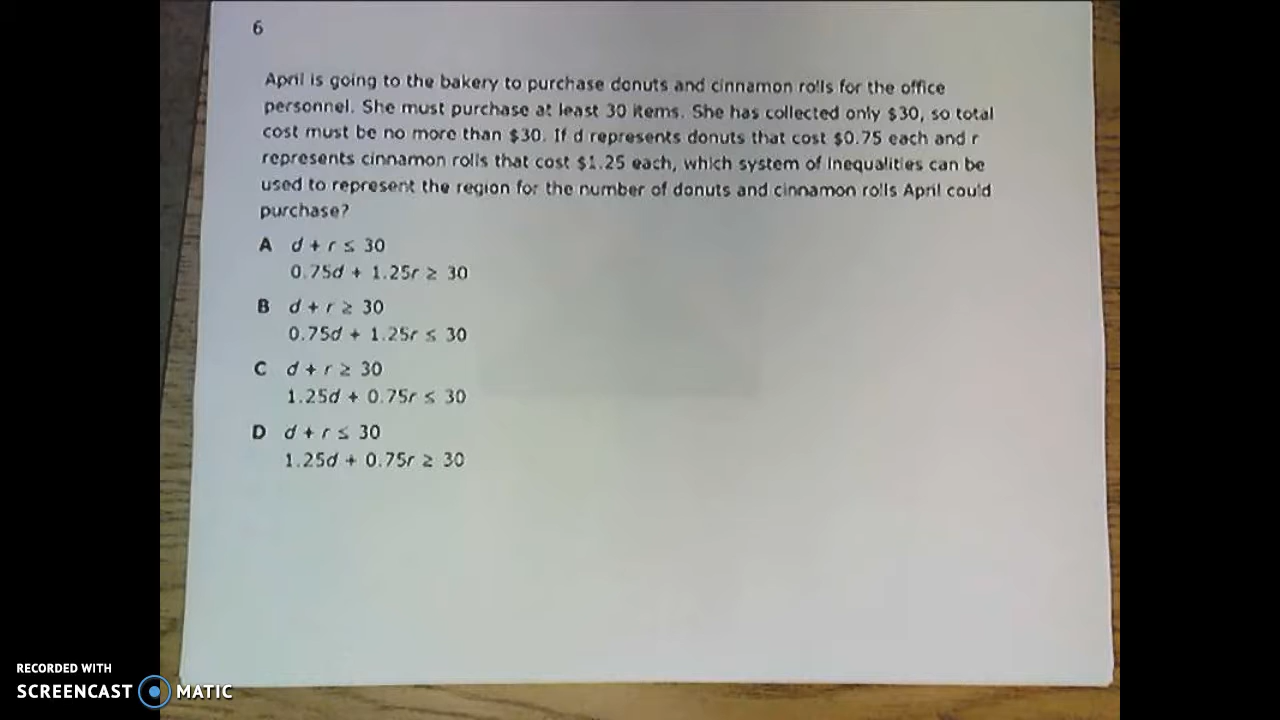 6
April is going to the bakery to purchase donuts and cinnamon rolls for the office
personnel. She must purchase at least 30 items. She has collected only $30, so total
cost must be no more than $30. If d represents donuts that cost $0.75 each and r
represents cinnamon rolls that cost $1.25 each, which system of inequalities can be
used to represent the region for the number of donuts and cinnamon rolls April could
purchase?
A d + r ≤ 30
0.75d + 1.25r ≥ 30
B d + r ≥ 30
0.75d + 1.25r ≤ 30
C d + r ≥ 30
1.25d + 0.75r ≤ 30
D d + r ≤ 30
1.25d + 0.75r ≥ 30
RECORDED WITH
SCREENCAST MATIC